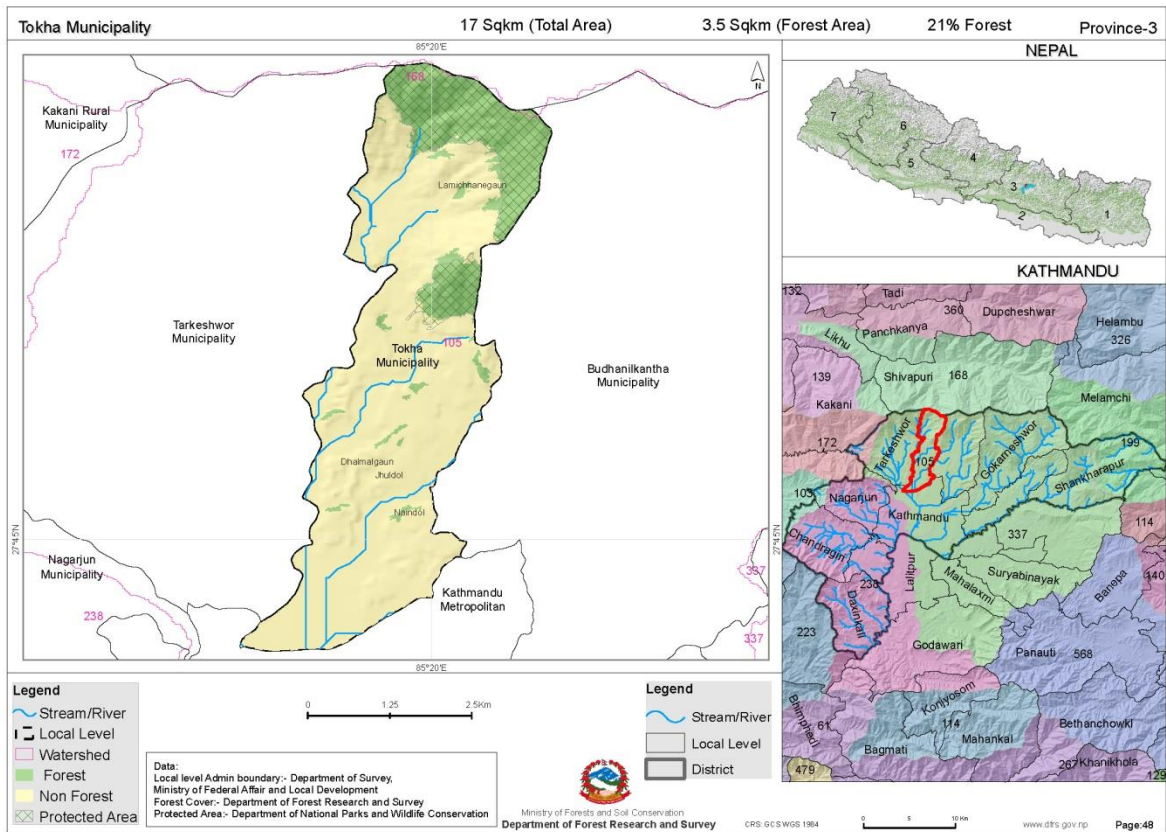 Tokha Municipality 17 Sqkm (Total Area) 3.5 Sqkm (Forest Area) 21% Forest Province-3
85°20'E
168
N
Kakani Rural
Municipality
172
Lamichhanegaun
Tarkeshwor
Municipality
Tokha
Municipality
105
Budhanilkantha
Municipality
Dhalmalgaun
Jhuldol
Naindol
27°45'N
27°45'N
Nagarjun
Municipality
238
Kathmandu
Metropolitan
337
337
85°20'E
NEPAL
7
6
5
4
3
2
1
KATHMANDU
132
Tadi
360
Dupcheshwar
Helambu
326
Likhu
Panchkanya
139
Kakani
Shivapuri
168
Melamchi
172
Tarkeshwor
105
Gokarneshwor
199
Shankharapur
103
Nagarjun
Kathmandu
114
337
Chandragiri
Lalitpur
Mahalaxmi
Suryabinayak
Banepa
140
238
Daxinkali
223
Godawari
Panauti
568
Bhimphedi
61
Konjyosom
114
Mahankal
Bagmati
Bethanchowk
267
Khanikhola
479
129
Legend
Stream/River
Local Level
Watershed
Forest
Non Forest
Protected Area
0 1.25 2.5Km
Data:
Local level Admin boundary:- Department of Survey,
Ministry of Federal Affair and Local Development
Forest Cover:- Department of Forest Research and Survey
Protected Area:- Department of National Parks and Wildlife Conservation
Legend
Stream/River
Local Level
District
Ministry of Forests and Soil Conservation
Department of Forest Research and Survey
CRS: GCS WGS 1984
0 5 10 Km
www.dfrs.gov.np
Page:48